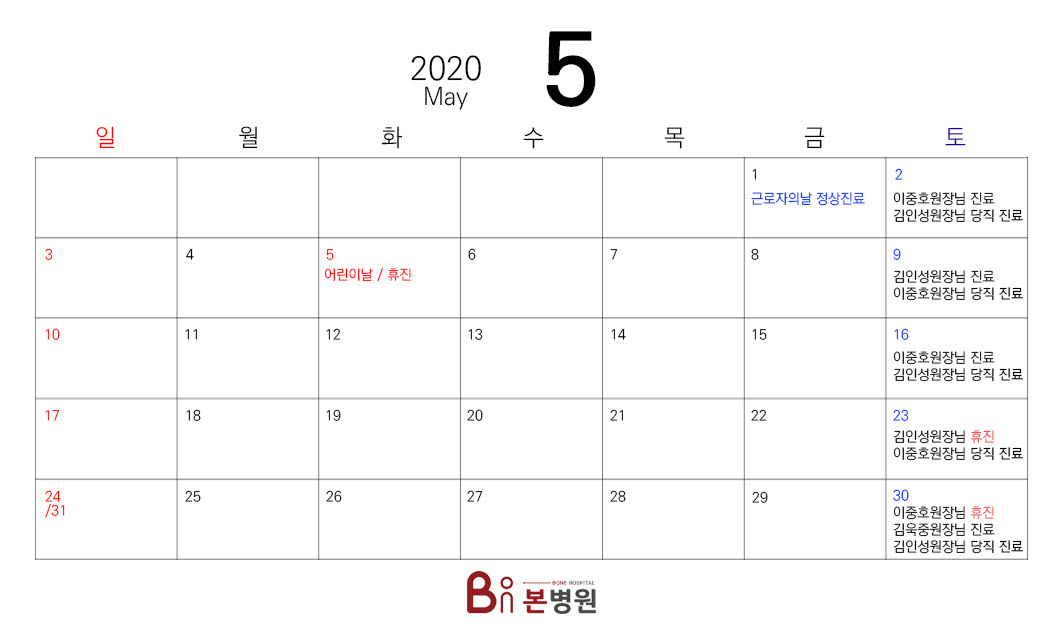 2020
May
5
일 월 화 수 목 금 토
1
근로자의날 정상진료
2
이중호원장님 진료
김인성원장님 당직 진료
3
4
5
어린이날 / 휴진
6
7
8
9
김인성원장님 진료
이중호원장님 당직 진료
10
11
12
13
14
15
16
이중호원장님 진료
김인성원장님 당직 진료
17
18
19
20
21
22
23
김인성원장님 휴진
이중호원장님 당직 진료
24
/31
25
26
27
28
29
30
이중호원장님 휴진
김욱중원장님 진료
김인성원장님 당직 진료
Bon
BONE HOSPITAL
본병원